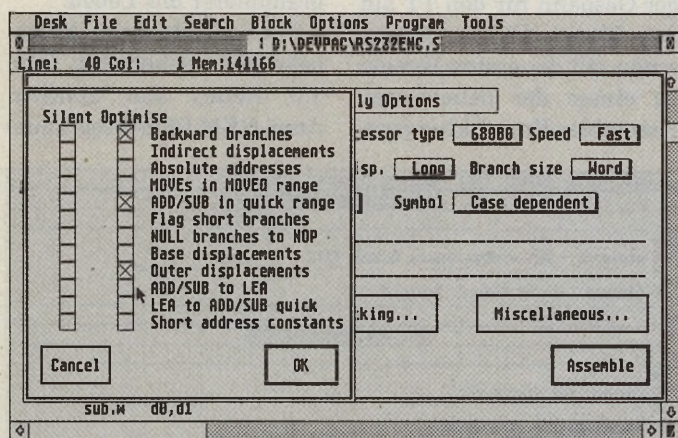 Desk File Edit Search Block Options Program Tools
D:\DEVPAC\RS232ENC.S
Line: 40 Col: 1 Mem:141166
ly Options
Silent Optimise
Backward branches
Indirect displacements
Absolute addresses
MOVEs in MOVEQ range
ADD/SUB in quick range
Flag short branches
NULL branches to NOP
Base displacements
Outer displacements
ADD/SUB to LEA
LEA to ADD/SUB quick
Short address constants
Cancel
OK
cessor type 68000 Speed Fast
isp. Long Branch size Word
Symbol Case dependent
king...
Miscellaneous...
Assemble
sub.w d0,d1